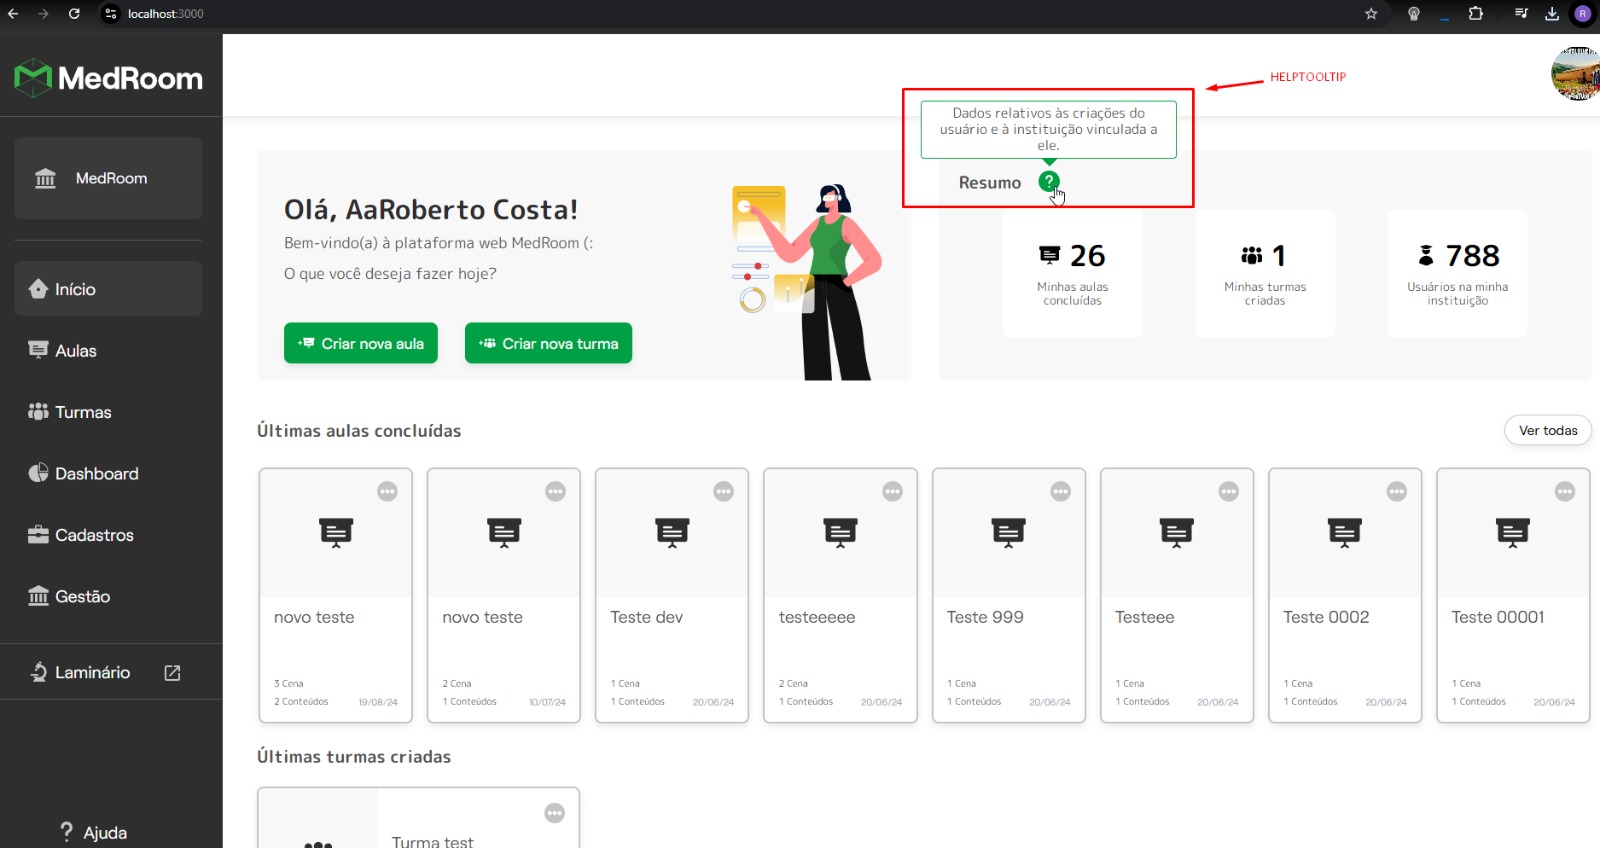 localhost:3000
R
MedRoom
HELPTOOLTIP
Dados relativos às criações do
usuário e à instituição vinculada a
ele.
MedRoom
Resumo ?
Olá, AaRoberto Costa!
Bem-vindo(a) à plataforma web MedRoom (:
O que você deseja fazer hoje?
Criar nova aula
Criar nova turma
26
Minhas aulas
concluídas
1
Minhas turmas
criadas
788
Usuários na minha
instituição
Início
Aulas
Turmas
Dashboard
Cadastros
Gestão
Laminário
? Ajuda
Últimas aulas concluídas
Ver todas
novo teste
3 Cena
2 Conteúdos 19/08/24
novo teste
2 Cena
1 Conteúdos 10/07/24
Teste dev
1 Cena
1 Conteúdos 20/06/24
testeeeee
2 Cena
1 Conteúdos 20/06/24
Teste 999
1 Cena
1 Conteúdos 20/06/24
Testeee
1 Cena
1 Conteúdos 20/06/24
Teste 0002
1 Cena
1 Conteúdos 20/06/24
Teste 00001
1 Cena
1 Conteúdos 20/06/24
Últimas turmas criadas
Turma test